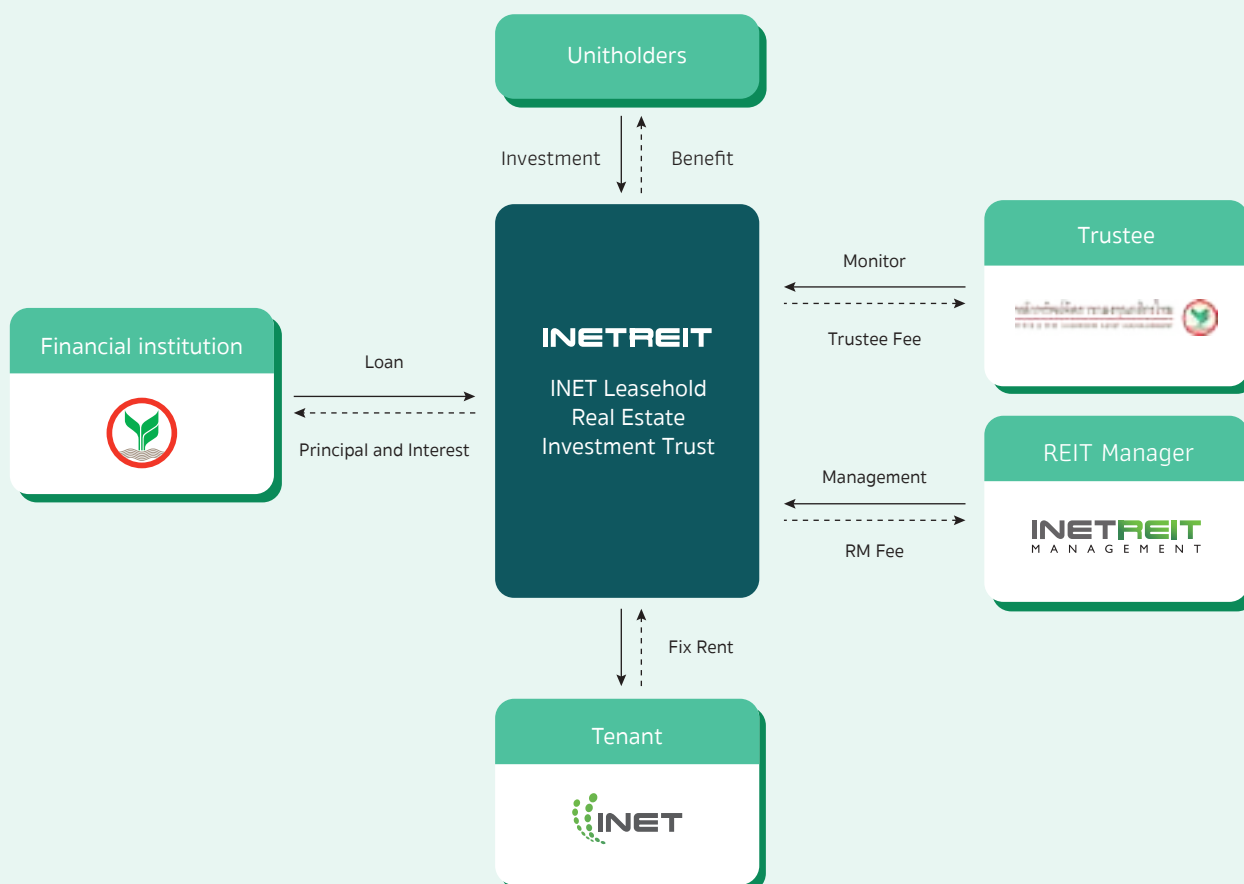 Unitholders
Investment
Benefit
Trustee
Monitor
Trustee Fee
Financial institution
Loan
Principal and Interest
INETREIT
INET Leasehold
Real Estate
Investment Trust
REIT Manager
Management
INETREIT
MANAGEMENT
RM Fee
Fix Rent
Tenant
INET